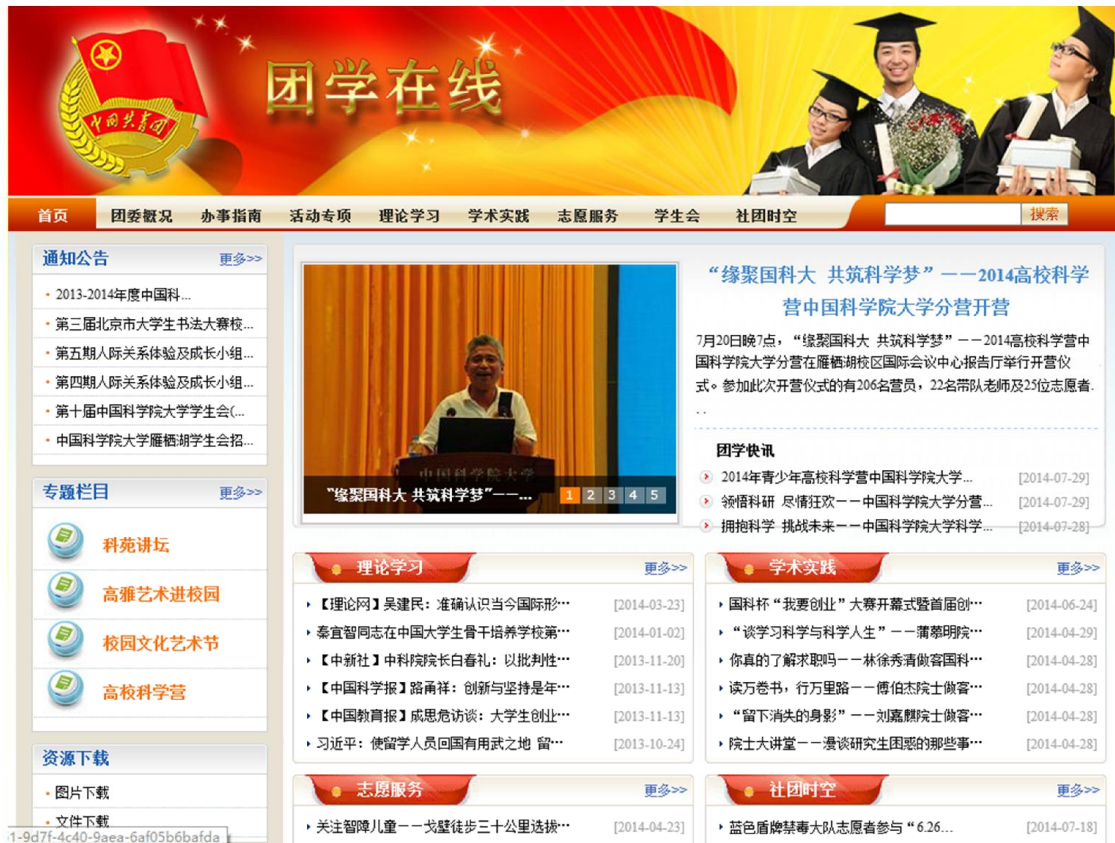 中国共青团
团学在线
首页 团委概况 办事指南 活动专项 理论学习 学术实践 志愿服务 学生会 社团时空 搜索
通知公告 更多>>
2013-2014年度中国科...
第三届北京市大学生书法大赛校...
第五期人际关系体验及成长小组...
第四期人际关系体验及成长小组...
第十届中国科学院大学学生会(...
中国科学院大学雁栖湖学生会招...
专题栏目 更多>>
科苑讲坛
高雅艺术进校园
校园文化艺术节
高校科学营
资源下载
图片下载
文件下载
1-9d7f-4c40-9aea-6af05b6bafda
中国科学院大学
“缘聚国科大 共筑科学梦”——... 1 2 3 4 5
“缘聚国科大 共筑科学梦”——2014高校科学
营中国科学院大学分营开营
7月20日晚7点，“缘聚国科大 共筑科学梦”——2014高校科学营中
国科学院大学分营在雁栖湖校区国际会议中心报告厅举行开营仪
式。参加此次开营仪式的有206名营员，22名带队老师及25位志愿者.
. .
团学快讯
2014年青少年高校科学营中国科学院大学... [2014-07-29]
领悟科研 尽情狂欢——中国科学院大学分营... [2014-07-29]
拥抱科学 挑战未来——中国科学院大学科学... [2014-07-28]
理论学习 更多>>
【理论网】吴建民：准确认识当今国际形… [2014-03-23]
秦宜智同志在中国大学生骨干培养学校第… [2014-01-02]
【中新社】中科院院长白春礼：以批判性… [2013-11-20]
【中国科学报】路甬祥：创新与坚持是年… [2013-11-13]
【中国教育报】成思危访谈：大学生创业… [2013-11-13]
习近平：使留学人员回国有用武之地 留… [2013-10-24]
学术实践 更多>>
国科杯“我要创业”大赛开幕式暨首届创… [2014-06-24]
“谈学习科学与科学人生”——蒲慕明院… [2014-04-29]
你真的了解求职吗——林徐秀清做客国科… [2014-04-28]
读万卷书，行万里路——傅伯杰院士做客… [2014-04-28]
“留下消失的身影”——刘嘉麒院士做客… [2014-04-28]
院士大讲堂——漫谈研究生困惑的那些事… [2014-04-28]
志愿服务 更多>>
关注智障儿童——戈壁徒步三十公里选拔… [2014-04-23]
社团时空 更多>>
蓝色盾牌禁毒大队志愿者参与“6.26... [2014-07-18]